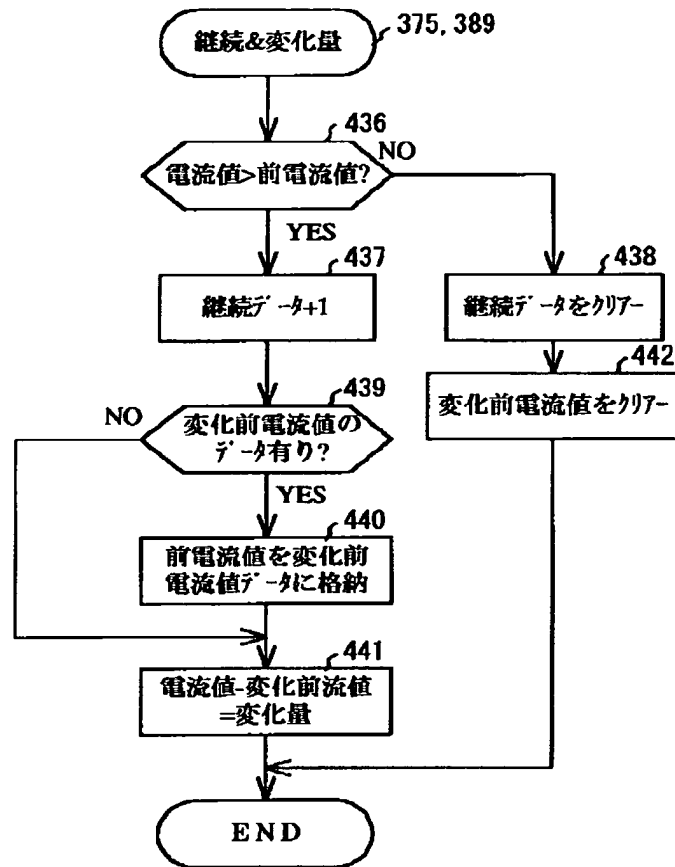 継続&変化量
375, 389
436
電流値>前電流値?
NO
YES
437
継続データ+1
438
継続データをクリアー
442
変化前電流値をクリアー
439
変化前電流値の
データ有り?
NO
YES
440
前電流値を変化前
電流値データに格納
441
電流値-変化前流値
=変化量
END